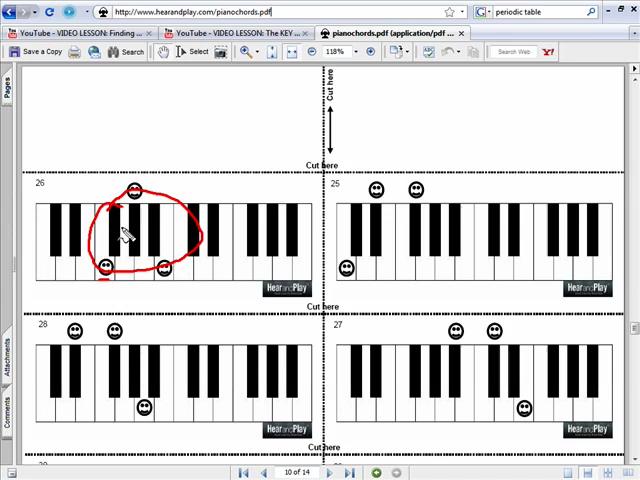 http://www.hearandplay.com/pianochords.pdf
periodic table
YouTube - VIDEO LESSON: Finding ...
YouTube - VIDEO LESSON: The KEY ...
pianochords.pdf (application/pdf ...
Save a Copy
Search
Select
118%
Search Web
Y!
Pages
Attachments
Comments
Cut here
Cut here
26
25
HearandPlay
HearandPlay
Cut here
28
27
HearandPlay
HearandPlay
Cut here
10 of 14